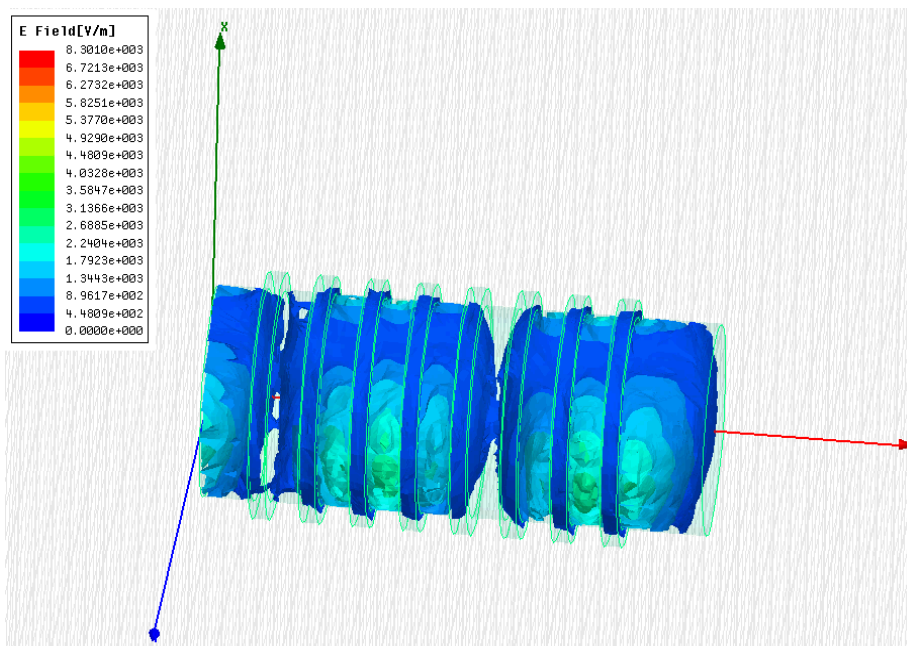 E Field[V/m]
8.3010e+003
6.7213e+003
6.2732e+003
5.8251e+003
5.3770e+003
4.9290e+003
4.4809e+003
4.0328e+003
3.5847e+003
3.1366e+003
2.6885e+003
2.2404e+003
1.7923e+003
1.3443e+003
8.9617e+002
4.4809e+002
0.0000e+000
X